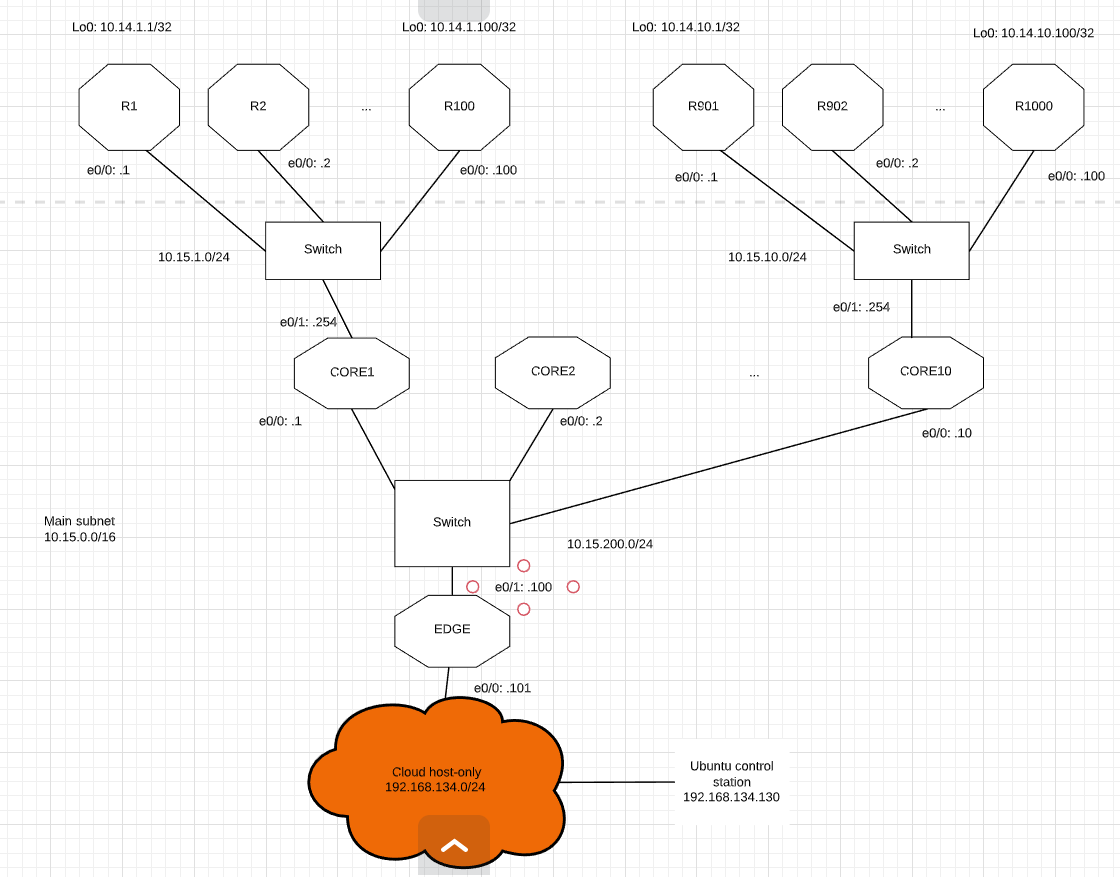 Lo0: 10.14.1.1/32
Lo0: 10.14.1.100/32
Lo0: 10.14.10.1/32
Lo0: 10.14.10.100/32
R1
R2
...
R100
R901
R902
...
R1000
e0/0: .1
e0/0: .2
e0/0: .100
e0/0: .1
e0/0: .2
e0/0: .100
Switch
Switch
10.15.1.0/24
10.15.10.0/24
e0/1: .254
e0/1: .254
CORE1
CORE2
...
CORE10
e0/0: .1
e0/0: .2
e0/0: .10
Switch
Main subnet
10.15.0.0/16
10.15.200.0/24
e0/1: .100
EDGE
e0/0: .101
Cloud host-only
192.168.134.0/24
Ubuntu control
station
192.168.134.130